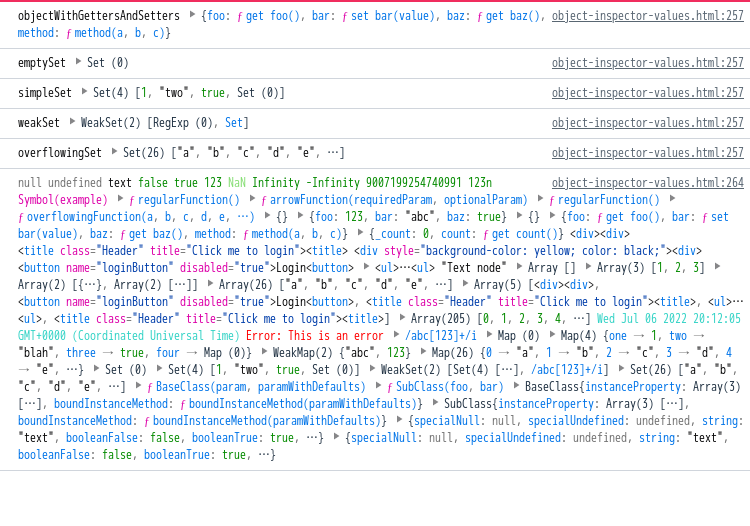 objectWithGettersAndSetters ▶ {foo: ƒ get foo(), bar: ƒ set bar(value), baz: ƒ get baz(), object-inspector-values.html:257
method: ƒ method(a, b, c)}
emptySet ▶ Set (0) object-inspector-values.html:257
simpleSet ▶ Set(4) [1, "two", true, Set (0)] object-inspector-values.html:257
weakSet ▶ WeakSet(2) [RegExp (0), Set] object-inspector-values.html:257
overflowingSet ▶ Set(26) ["a", "b", "c", "d", "e", …] object-inspector-values.html:257
null undefined text false true 123 NaN Infinity -Infinity 9007199254740991 123n object-inspector-values.html:264
Symbol(example) ▶ ƒ regularFunction() ▶ ƒ arrowFunction(requiredParam, optionalParam) ▶ ƒ regularFunction() ▶
ƒ overflowingFunction(a, b, c, d, e, …) ▶ {} ▶ {foo: 123, bar: "abc", baz: true} ▶ {} ▶ {foo: ƒ get foo(), bar: ƒ set
bar(value), baz: ƒ get baz(), method: ƒ method(a, b, c)} ▶ {_count: 0, count: ƒ get count()} <div><div>
<title class="Header" title="Click me to login"><title> <div style="background-color: yellow; color: black;"><div>
<button name="loginButton" disabled="true">Login<button> ▶ <ul>⋯<ul> "Text node" ▶ Array [] ▶ Array(3) [1, 2, 3] ▶
Array(2) [{…}, Array(2) […]] ▶ Array(26) ["a", "b", "c", "d", "e", …] ▶ Array(5) [<div><div>,
<button name="loginButton" disabled="true">Login<button>, <title class="Header" title="Click me to login"><title>, <ul>⋯
<ul>, <title class="Header" title="Click me to login"><title>] ▶ Array(205) [0, 1, 2, 3, 4, …] Wed Jul 06 2022 20:12:05
GMT+0000 (Coordinated Universal Time) Error: This is an error ▶ /abc[123]+/i ▶ Map (0) ▶ Map(4) {one → 1, two →
"blah", three → true, four → Map (0)} ▶ WeakMap(2) {"abc", 123} ▶ Map(26) {0 → "a", 1 → "b", 2 → "c", 3 → "d", 4
→ "e", …} ▶ Set (0) ▶ Set(4) [1, "two", true, Set (0)] ▶ WeakSet(2) [Set(4) […], /abc[123]+/i] ▶ Set(26) ["a", "b",
"c", "d", "e", …] ▶ ƒ BaseClass(param, paramWithDefaults) ▶ ƒ SubClass(foo, bar) ▶ BaseClass{instanceProperty: Array(3)
[…], boundInstanceMethod: ƒ boundInstanceMethod(paramWithDefaults)} ▶ SubClass{instanceProperty: Array(3) […],
boundInstanceMethod: ƒ boundInstanceMethod(paramWithDefaults)} ▶ {specialNull: null, specialUndefined: undefined, string:
"text", booleanFalse: false, booleanTrue: true, …} ▶ {specialNull: null, specialUndefined: undefined, string: "text",
booleanFalse: false, booleanTrue: true, …}